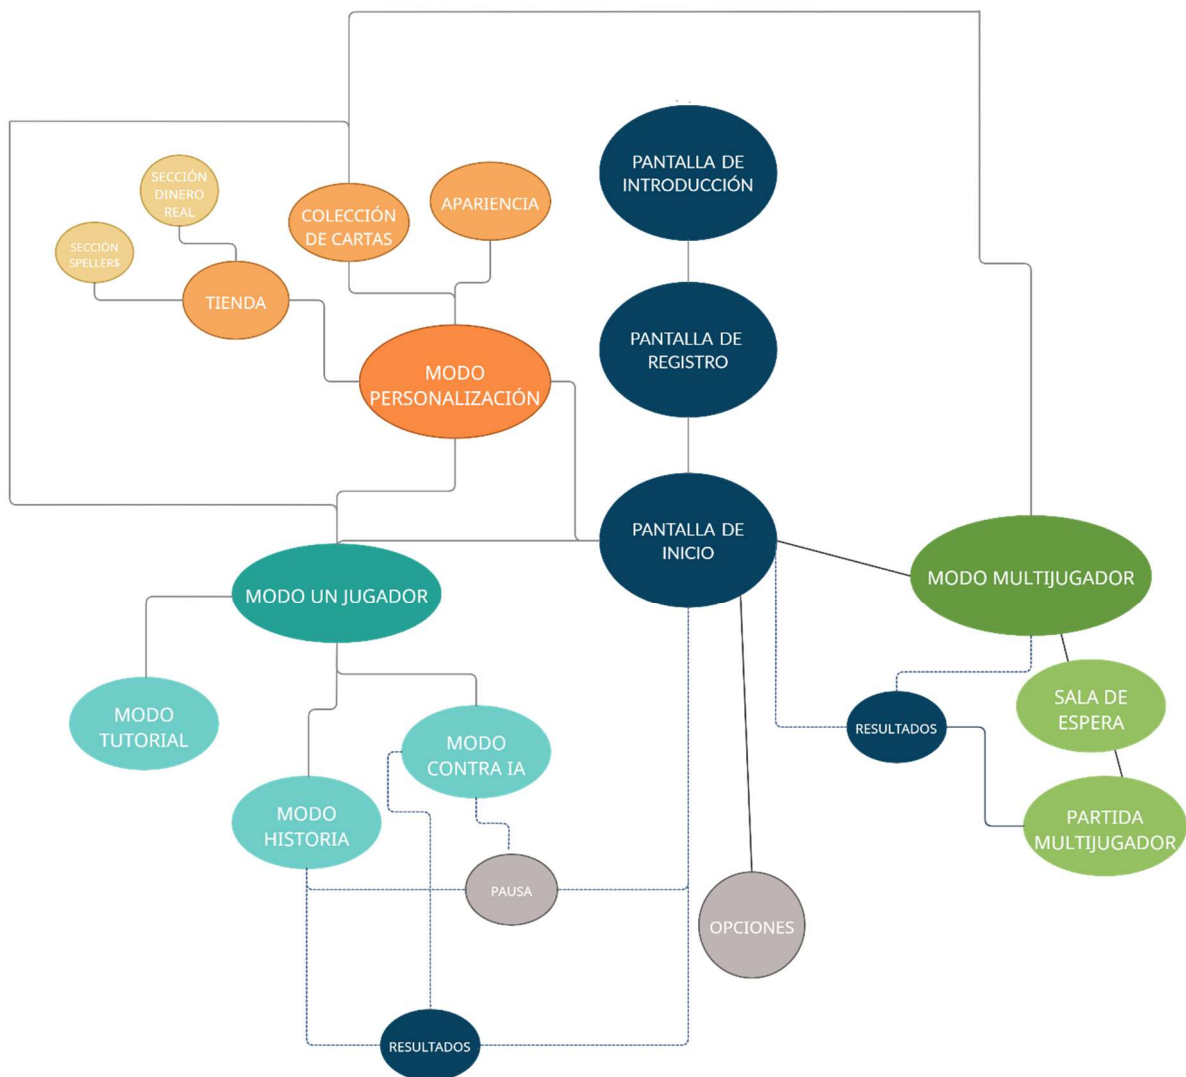 PANTALLA DE
INTRODUCCIÓN
SECCIÓN
DINERO
REAL
APARIENCIA
COLECCIÓN
DE CARTAS
SECCIÓN
SPELLER$
TIENDA
PANTALLA DE
REGISTRO
MODO
PERSONALIZACIÓN
PANTALLA DE
INICIO
MODO MULTIJUGADOR
MODO UN JUGADOR
MODO
TUTORIAL
MODO
CONTRA IA
SALA DE
ESPERA
RESULTADOS
MODO
HISTORIA
PARTIDA
MULTIJUGADOR
PAUSA
OPCIONES
RESULTADOS